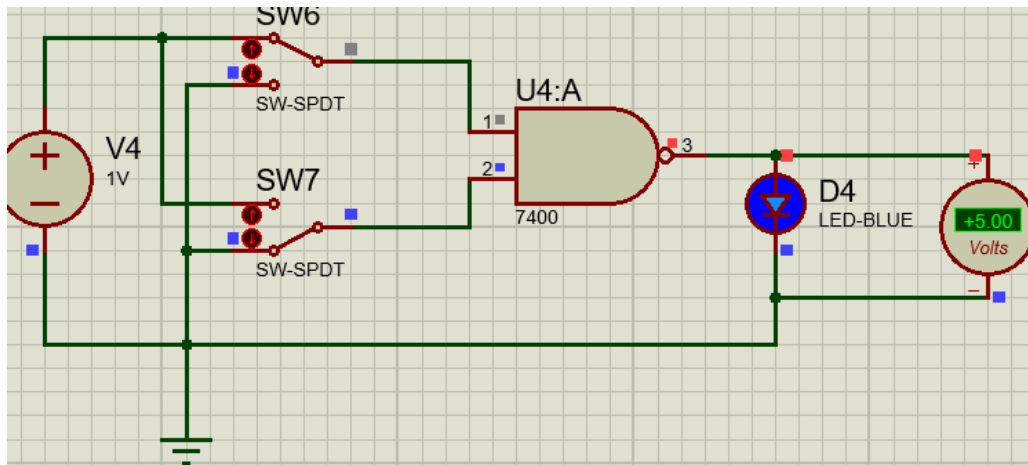 SW6
SW-SPDT
V4
1V
SW7
SW-SPDT
U4:A
1
2
3
7400
D4
LED-BLUE
+
+5.00
Volts
−